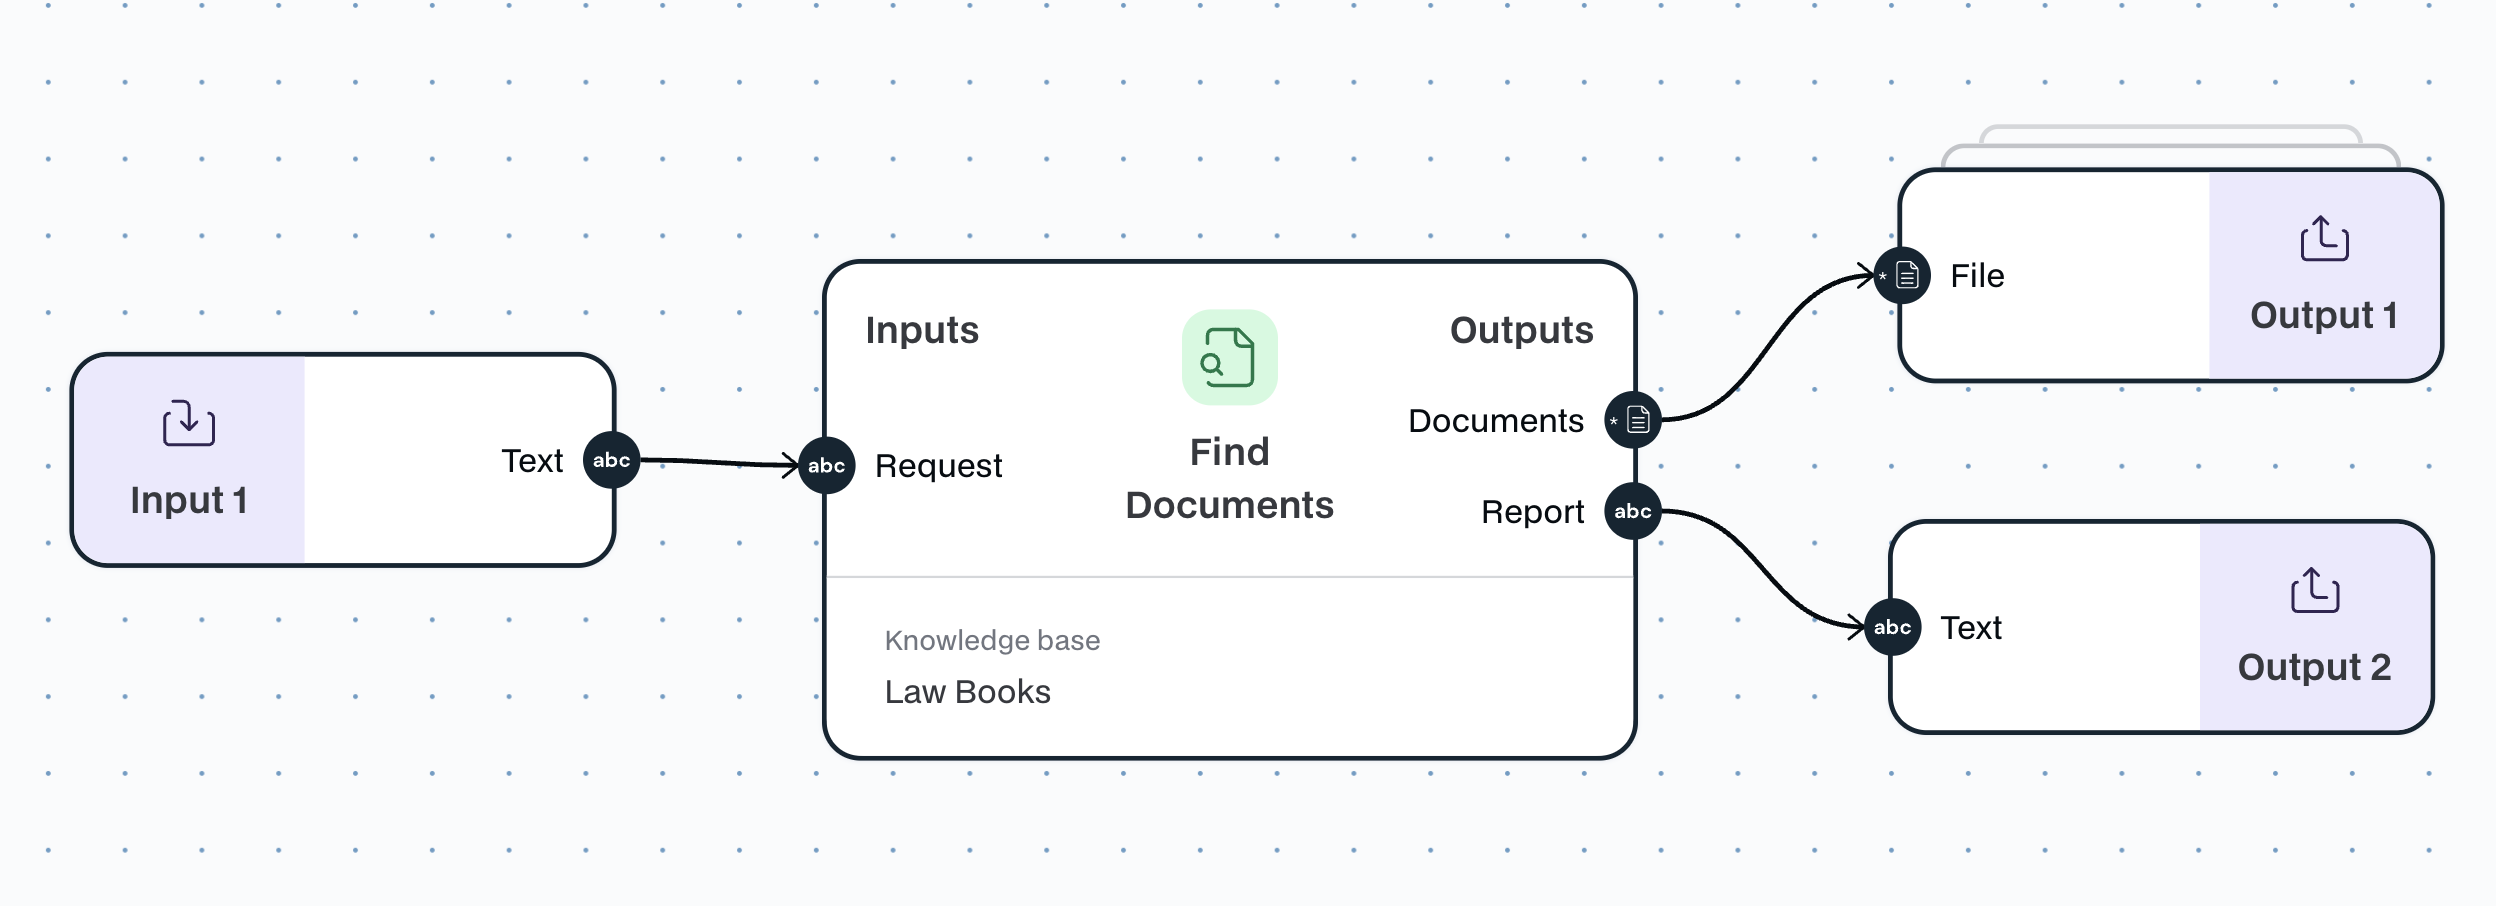 Input 1
Text
abc
abc
Request
Inputs
Find
Documents
Outputs
Documents
*
Report
abc
Knowledge base
Law Books
*
File
Output 1
abc
Text
Output 2